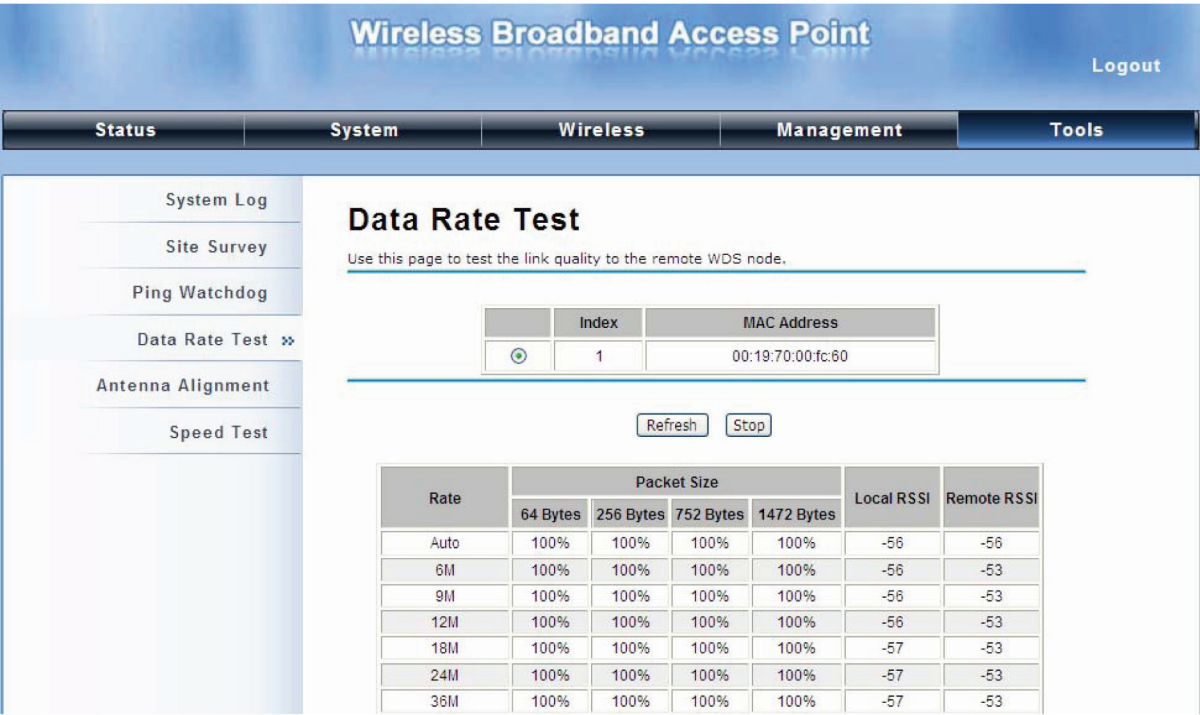 Wireless Broadband Access Point
Logout
Status System Wireless Management Tools
System Log
Site Survey
Ping Watchdog
Data Rate Test »
Antenna Alignment
Speed Test
Data Rate Test
Use this page to test the link quality to the remote WDS node.
Index MAC Address
1 00:19:70:00:fc:60
Refresh Stop
Rate Packet Size Local RSSI Remote RSSI
64 Bytes 256 Bytes 752 Bytes 1472 Bytes
Auto 100% 100% 100% 100% -56 -56
6M 100% 100% 100% 100% -56 -53
9M 100% 100% 100% 100% -56 -53
12M 100% 100% 100% 100% -56 -53
18M 100% 100% 100% 100% -57 -53
24M 100% 100% 100% 100% -57 -53
36M 100% 100% 100% 100% -57 -53